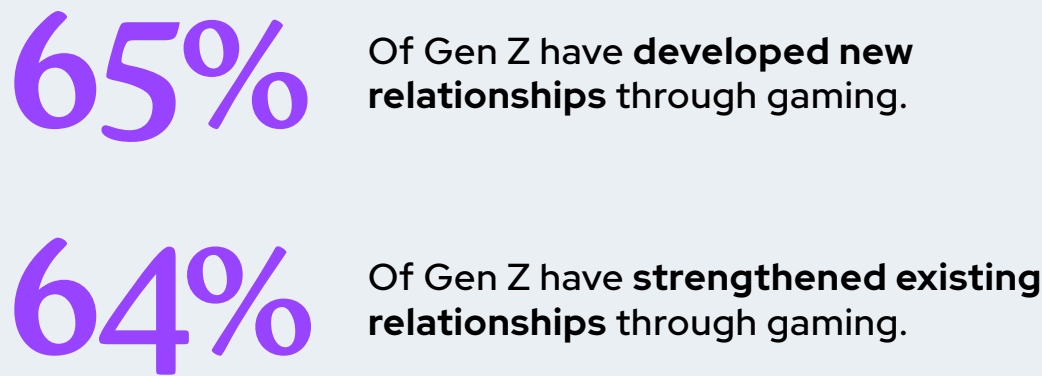 65%
Of Gen Z have developed new
relationships through gaming.
64%
Of Gen Z have strengthened existing
relationships through gaming.